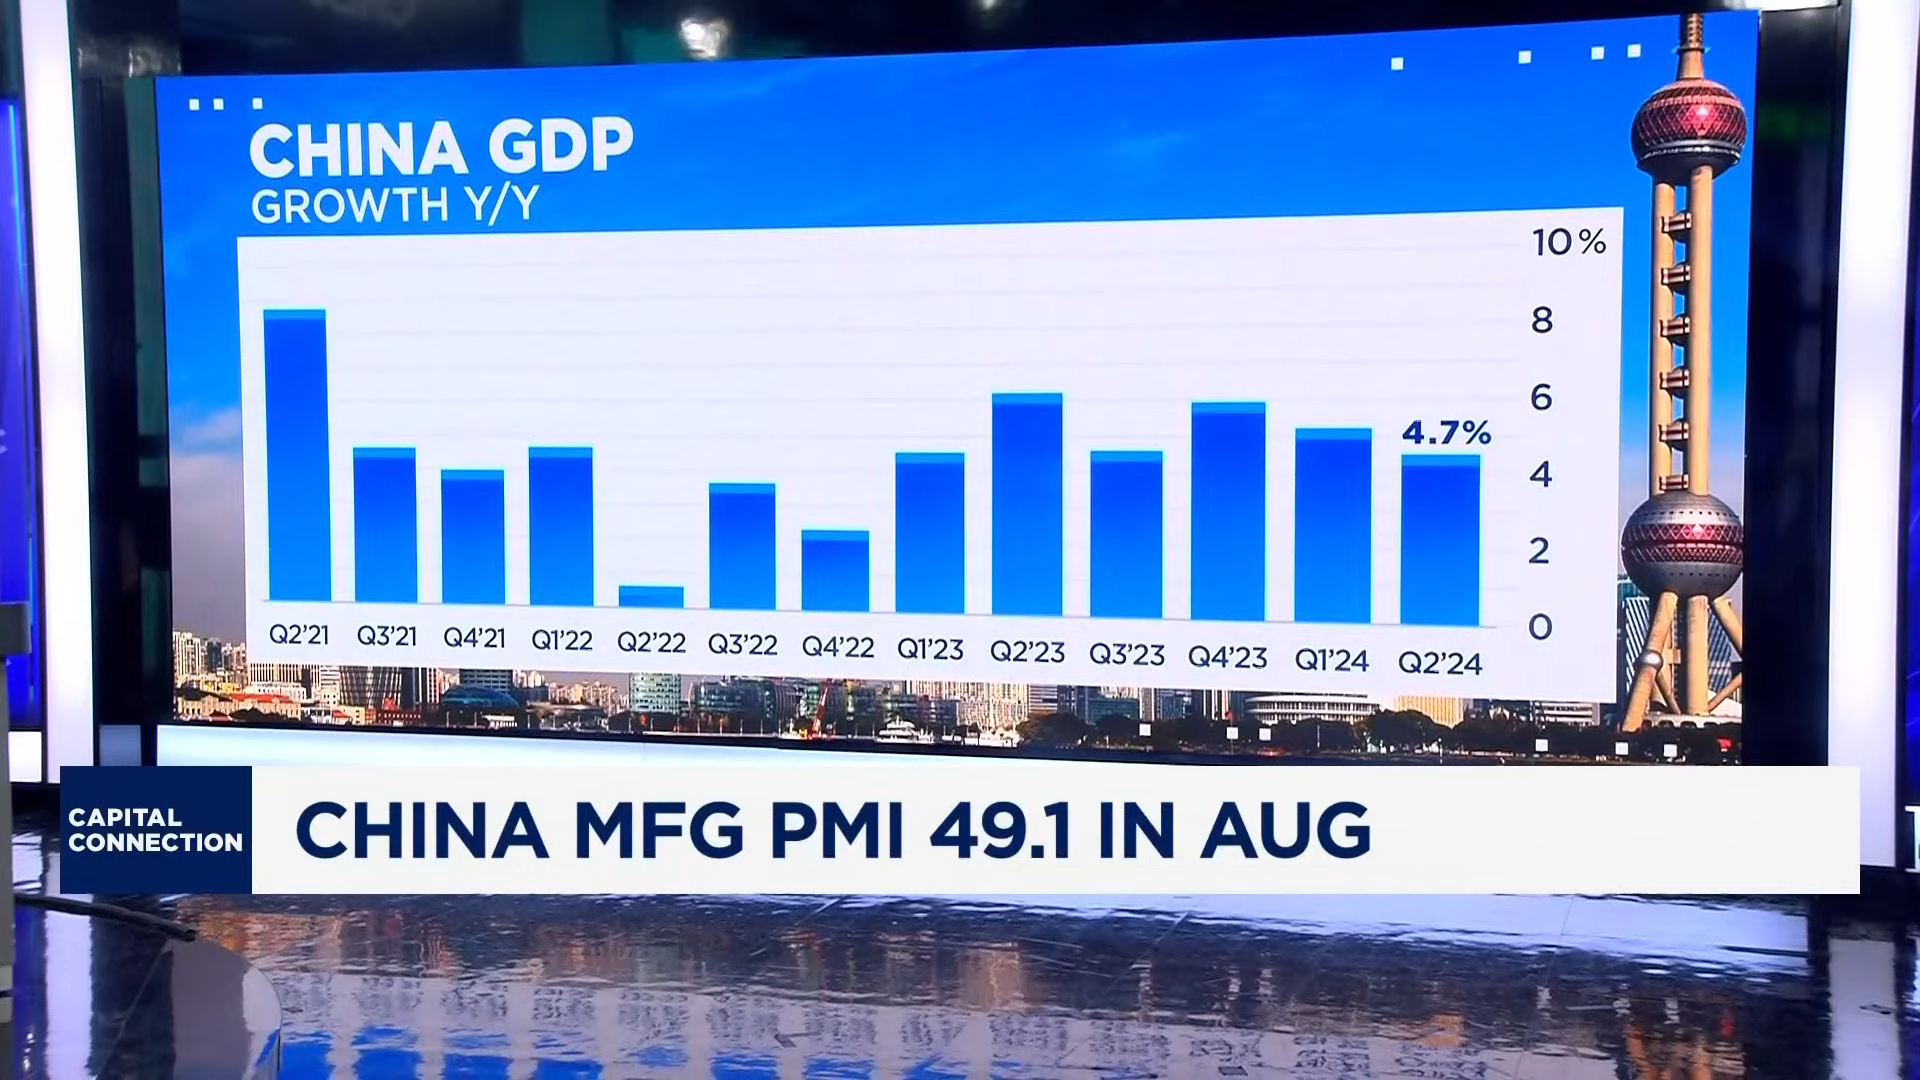 CHINA GDP
GROWTH Y/Y
10%
8
6
4.7%
4
2
0
Q2'21 Q3'21 Q4'21 Q1'22 Q2'22 Q3'22 Q4'22 Q1'23 Q2'23 Q3'23 Q4'23 Q1'24 Q2'24
CAPITAL
CONNECTION
CHINA MFG PMI 49.1 IN AUG